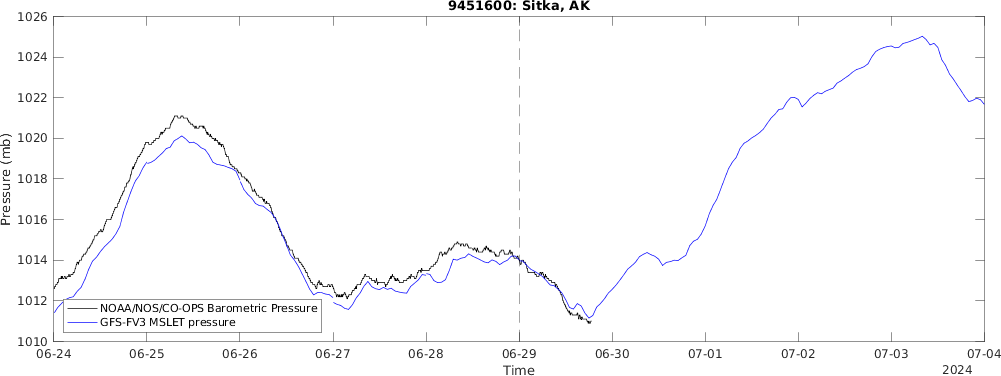 9451600: Sitka, AK
1026
1024
1022
1020
1018
1016
1014
1012
1010
Pressure (mb)
NOAA/NOS/CO-OPS Barometric Pressure
GFS-FV3 MSLET pressure
06-24 06-25 06-26 06-27 06-28 06-29 06-30 07-01 07-02 07-03 07-04
Time
2024